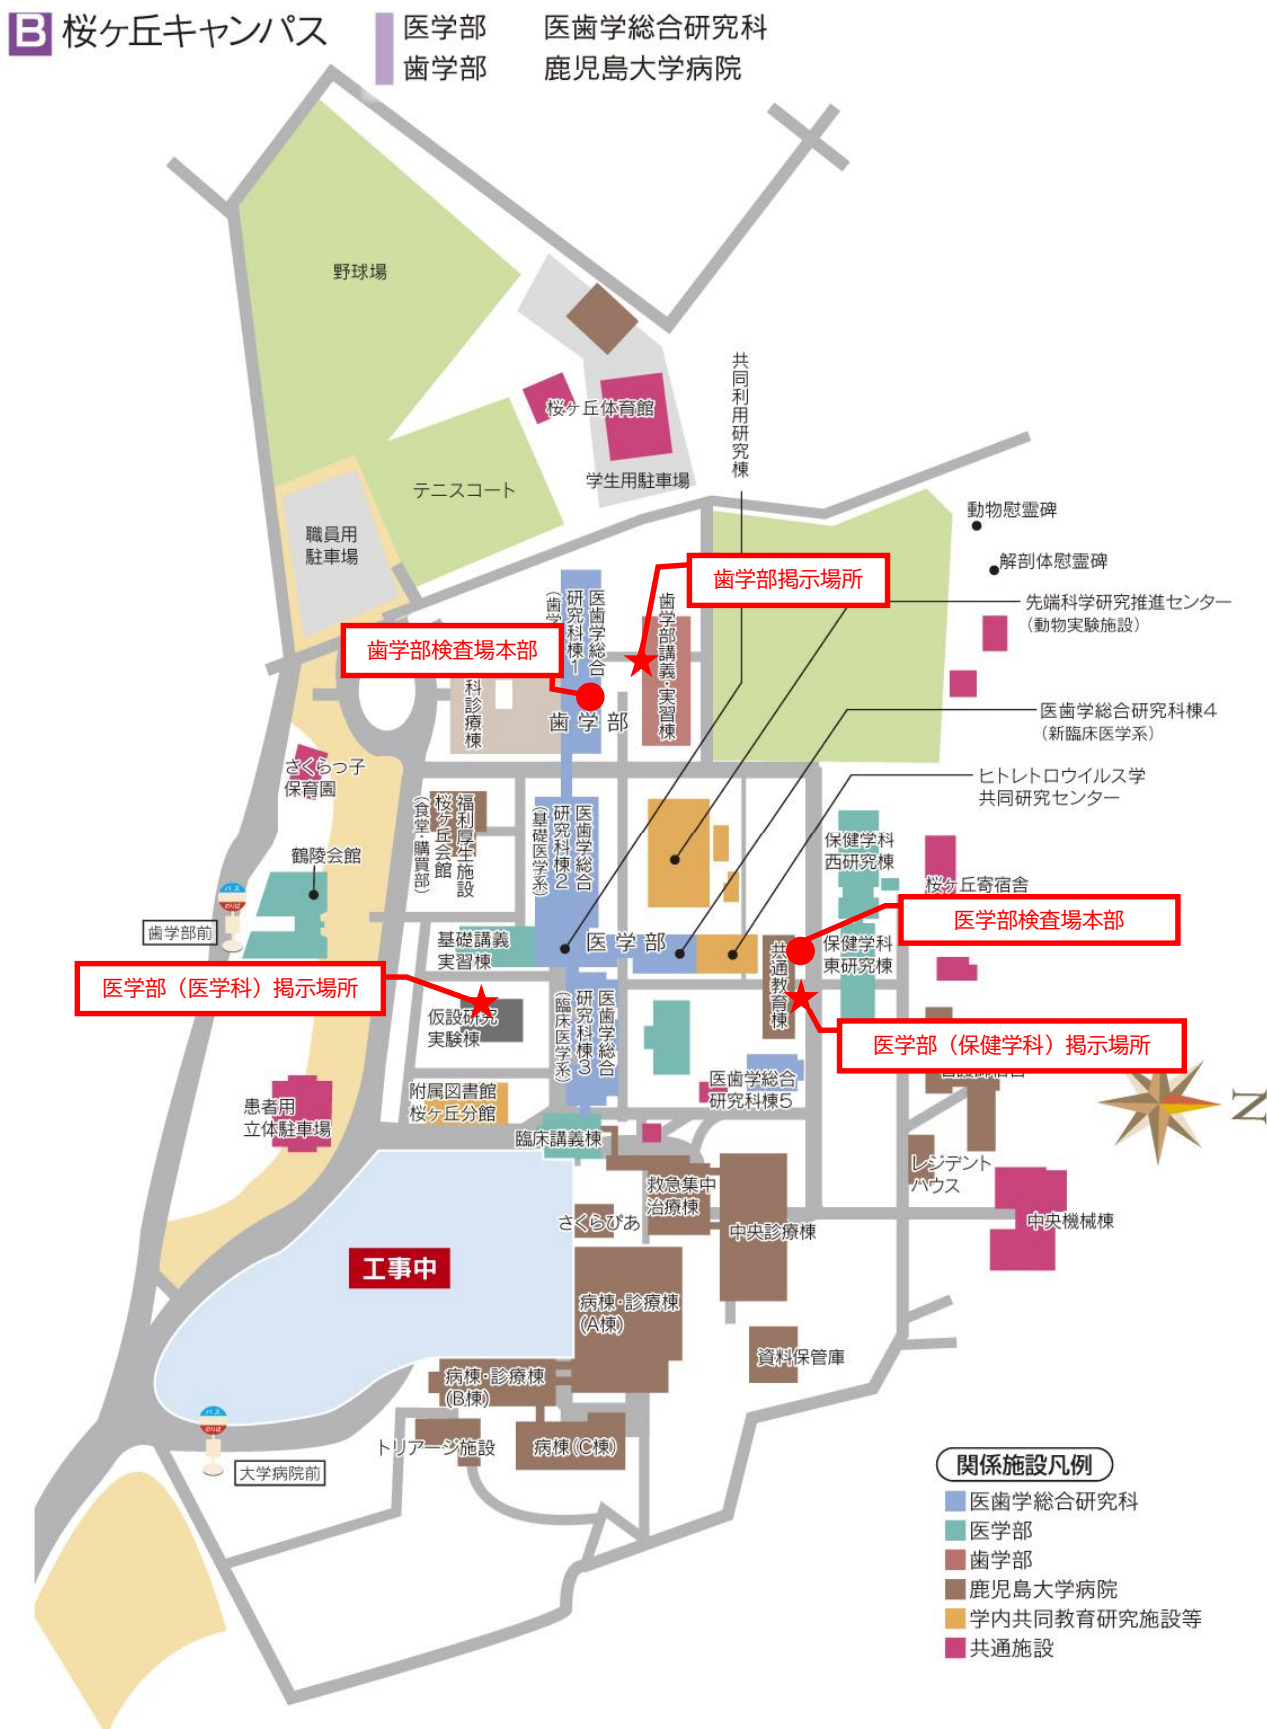 B 桜ヶ丘キャンパス
医学部 医歯学総合研究科
歯学部 鹿児島大学病院
野球場
桜ヶ丘体育館
学生用駐車場
テニスコート
職員用
駐車場
共同利用研究棟
動物慰霊碑
解剖体慰霊碑
先端科学研究推進センター
(動物実験施設)
歯学部掲示場所
歯学部検査場本部
医歯学総合
研究科棟1
(歯学
歯学部講義・実習棟
科診療棟
歯学部
医歯学総合研究科棟4
(新臨床医学系)
ヒトレトロウイルス学
共同研究センター
さくらっ子
保育園
福利厚生施設
桜ケ丘会館
(食堂・購買部)
医歯学総合
研究科棟2
(基礎医学系)
保健学科
西研究棟
桜ケ丘寄宿舎
鶴陵会館
バス
のりば
歯学部前
医学部検査場本部
基礎講義
実習棟
医学部
共通教育棟
保健学科
東研究棟
医学部（医学科）掲示場所
仮設研究
実験棟
医歯学総合
研究科棟3
(臨床医学系)
医学部（保健学科）掲示場所
医歯学総合
研究科棟5
附属図書館
桜ケ丘分館
患者用
立体駐車場
臨床講義棟
N
レジデント
ハウス
救急集中
治療棟
さくらぴあ
中央診療棟
中央機械棟
工事中
病棟・診療棟
(A棟)
資料保管庫
病棟・診療棟
(B棟)
バス
のりば
大学病院前
トリアージ施設
病棟(C棟)
関係施設凡例
医歯学総合研究科
医学部
歯学部
鹿児島大学病院
学内共同教育研究施設等
共通施設